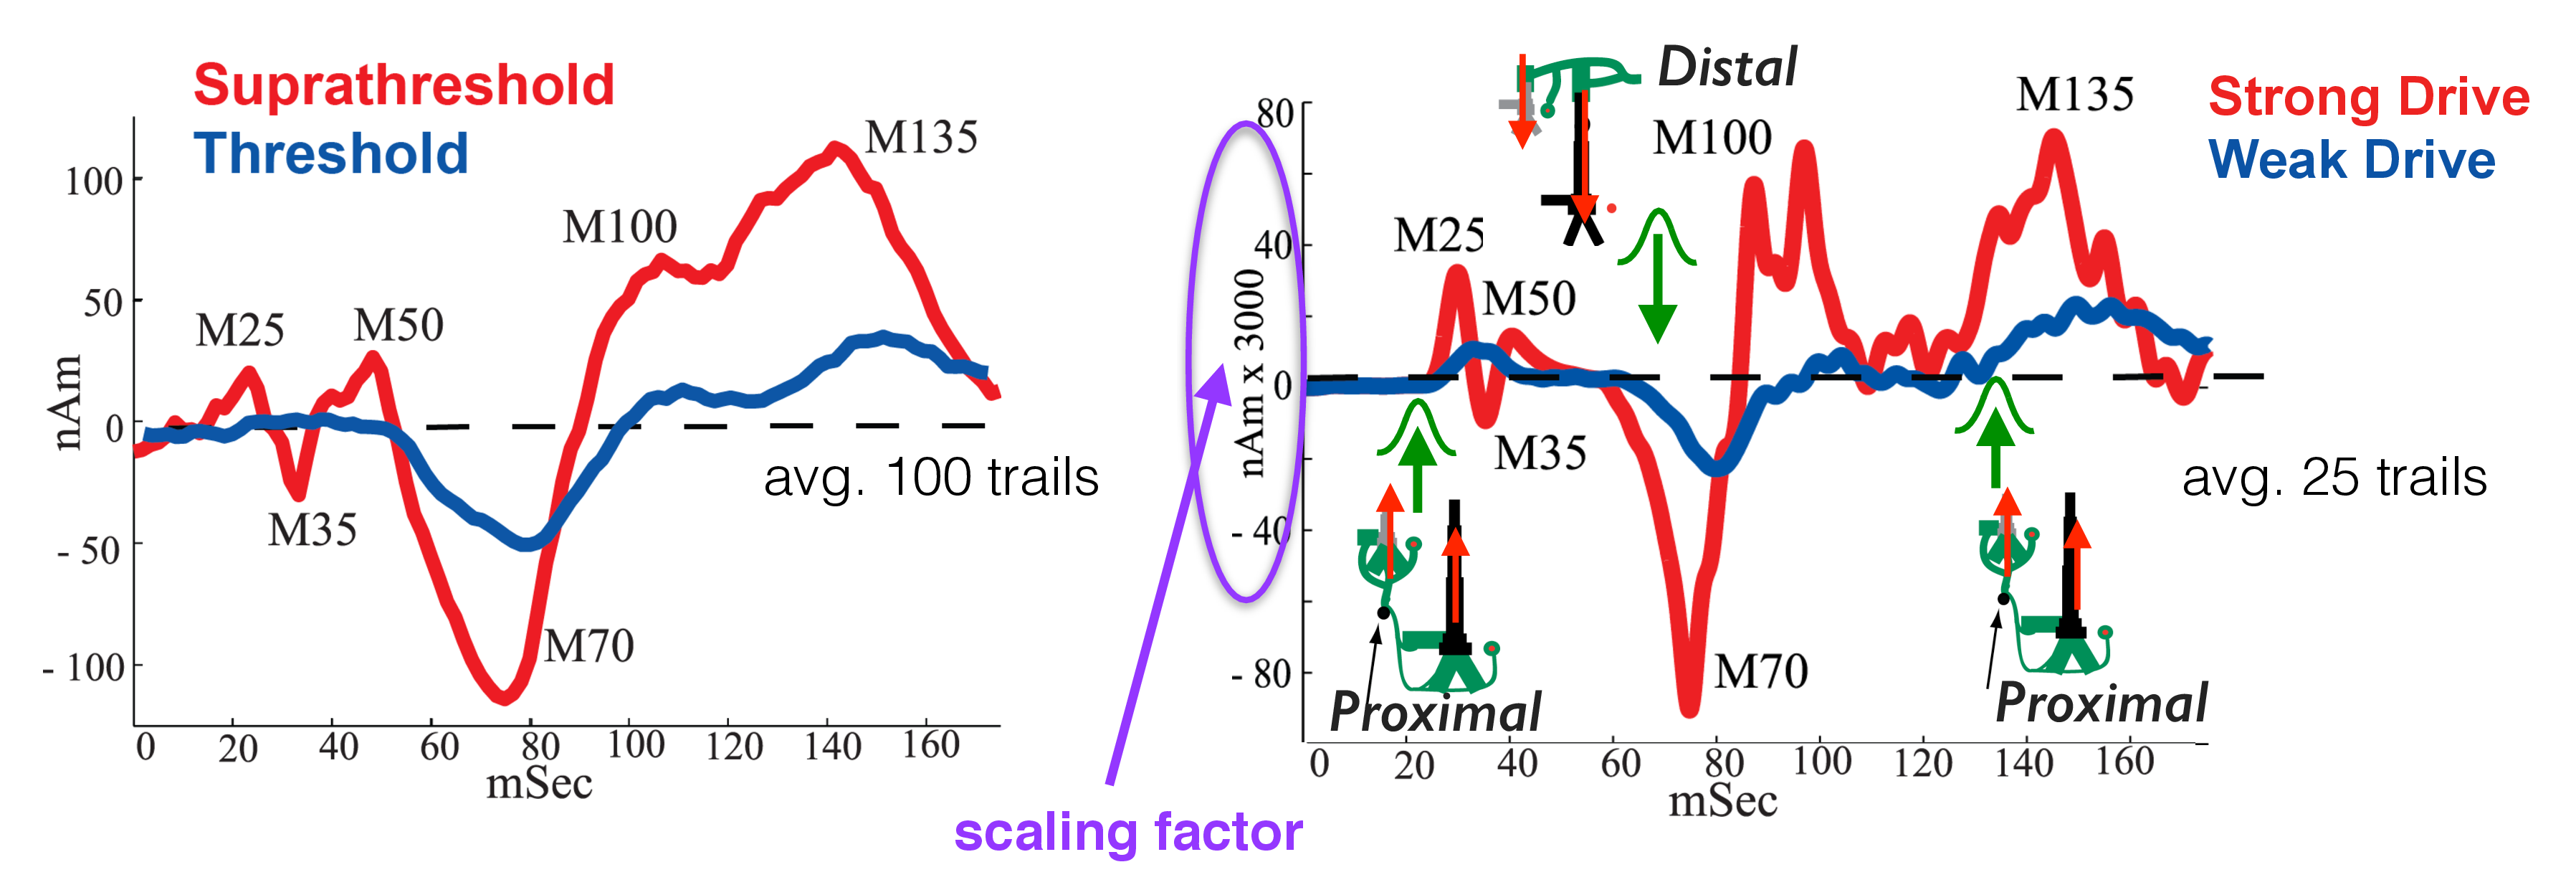 Suprathreshold
Threshold
100
50
0
- 50
- 100
nAm
M25
M35
M50
M70
M100
M135
avg. 100 trails
0 20 40 60 80 100 120 140 160
mSec
scaling factor
Distal
Strong Drive
Weak Drive
80
40
0
- 40
- 80
nAm x 3000
M25
M35
M50
M70
M100
M135
avg. 25 trails
Proximal
Proximal
0 20 40 60 80 100 120 140 160
mSec